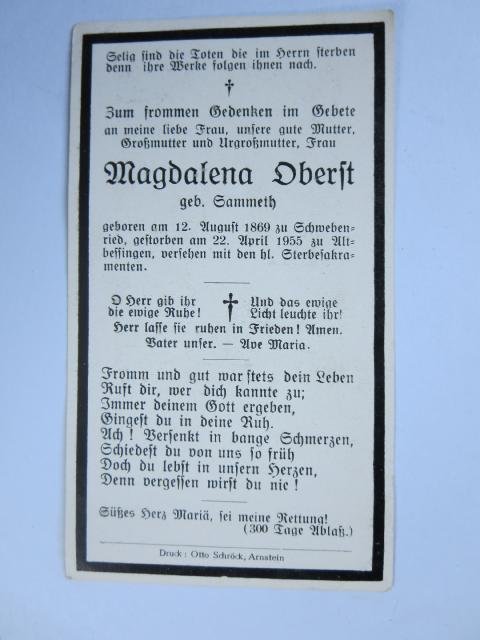 Selig sind die Toten die im Herrn sterben
denn ihre Werke folgen ihnen nach.
†
Zum frommen Gedenken im Gebete
an meine liebe Frau, unsere gute Mutter,
Großmutter und Urgroßmutter, Frau
Magdalena Oberst
geb. Sammeth
geboren am 12. August 1869 zu Schweben-
ried, gestorben am 22. April 1955 zu Alt-
bessingen, versehen mit den hl. Sterbesakra-
menten.
O Herr gib ihr † Und das ewige
die ewige Ruhe! Licht leuchte ihr!
Herr lasse sie ruhen in Frieden! Amen.
Vater unser. — Ave Maria.
Fromm und gut war stets dein Leben
Ruft dir, wer dich kannte zu;
Immer deinem Gott ergeben,
Gingest du in deine Ruh.
Ach! Versenkt in bange Schmerzen,
Schiedest du von uns so früh
Doch du lebst in unsern Herzen,
Denn vergessen wirst du nie!
Süßes Herz Mariä, sei meine Rettung!
(300 Tage Ablaß.)
Druck: Otto Schröck, Arnstein